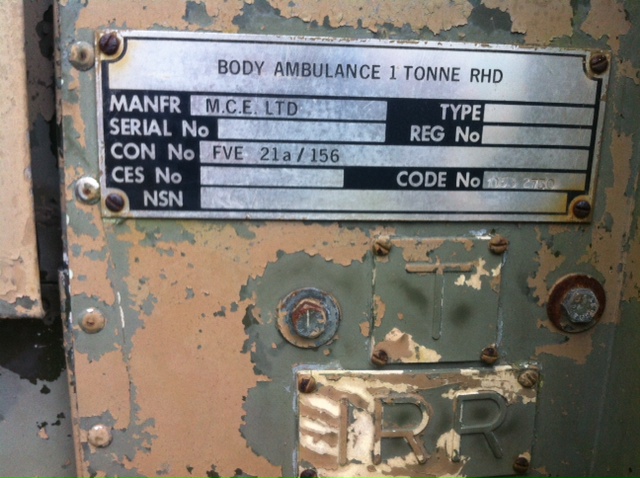 BODY AMBULANCE 1 TONNE RHD
MANFR M.C.E. LTD TYPE
SERIAL No REG No
CON No FVE 21a/156
CES No CODE No
NSN
T
RR